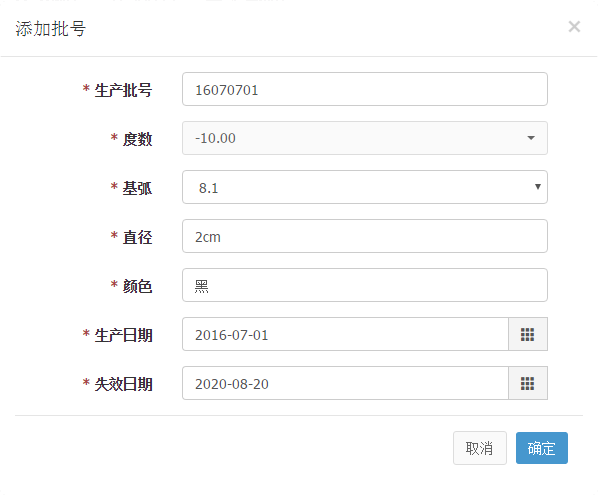 添加批号 ×
* 生产批号 16070701
* 度数 -10.00
* 基弧 8.1
* 直径 2cm
* 颜色 黑
* 生产日期 2016-07-01
* 失效日期 2020-08-20
取消 确定